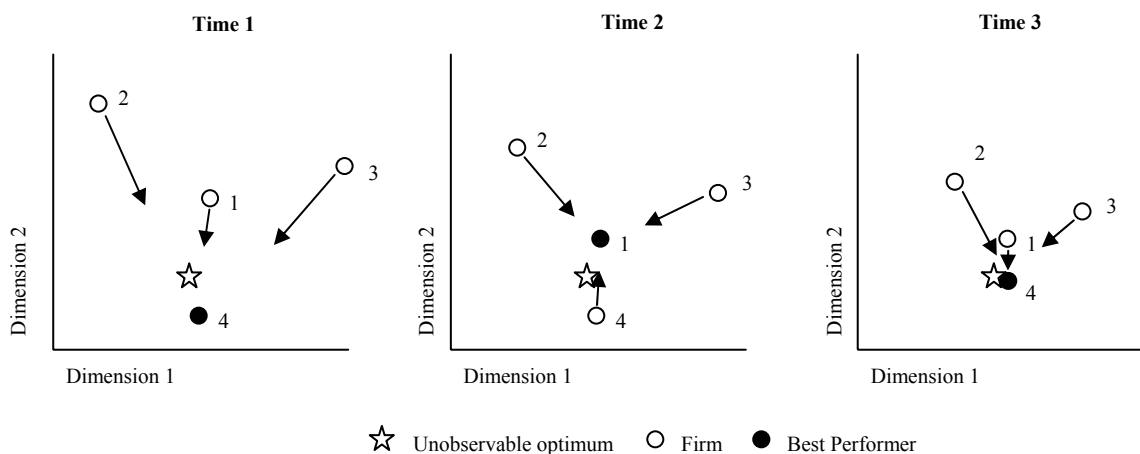 Time 1
Time 2
Time 3
2
1
3
4
Dimension 2
Dimension 1
2
3
1
4
Dimension 2
Dimension 1
2
3
1
4
Dimension 2
Dimension 1
Unobservable optimum
Firm
Best Performer